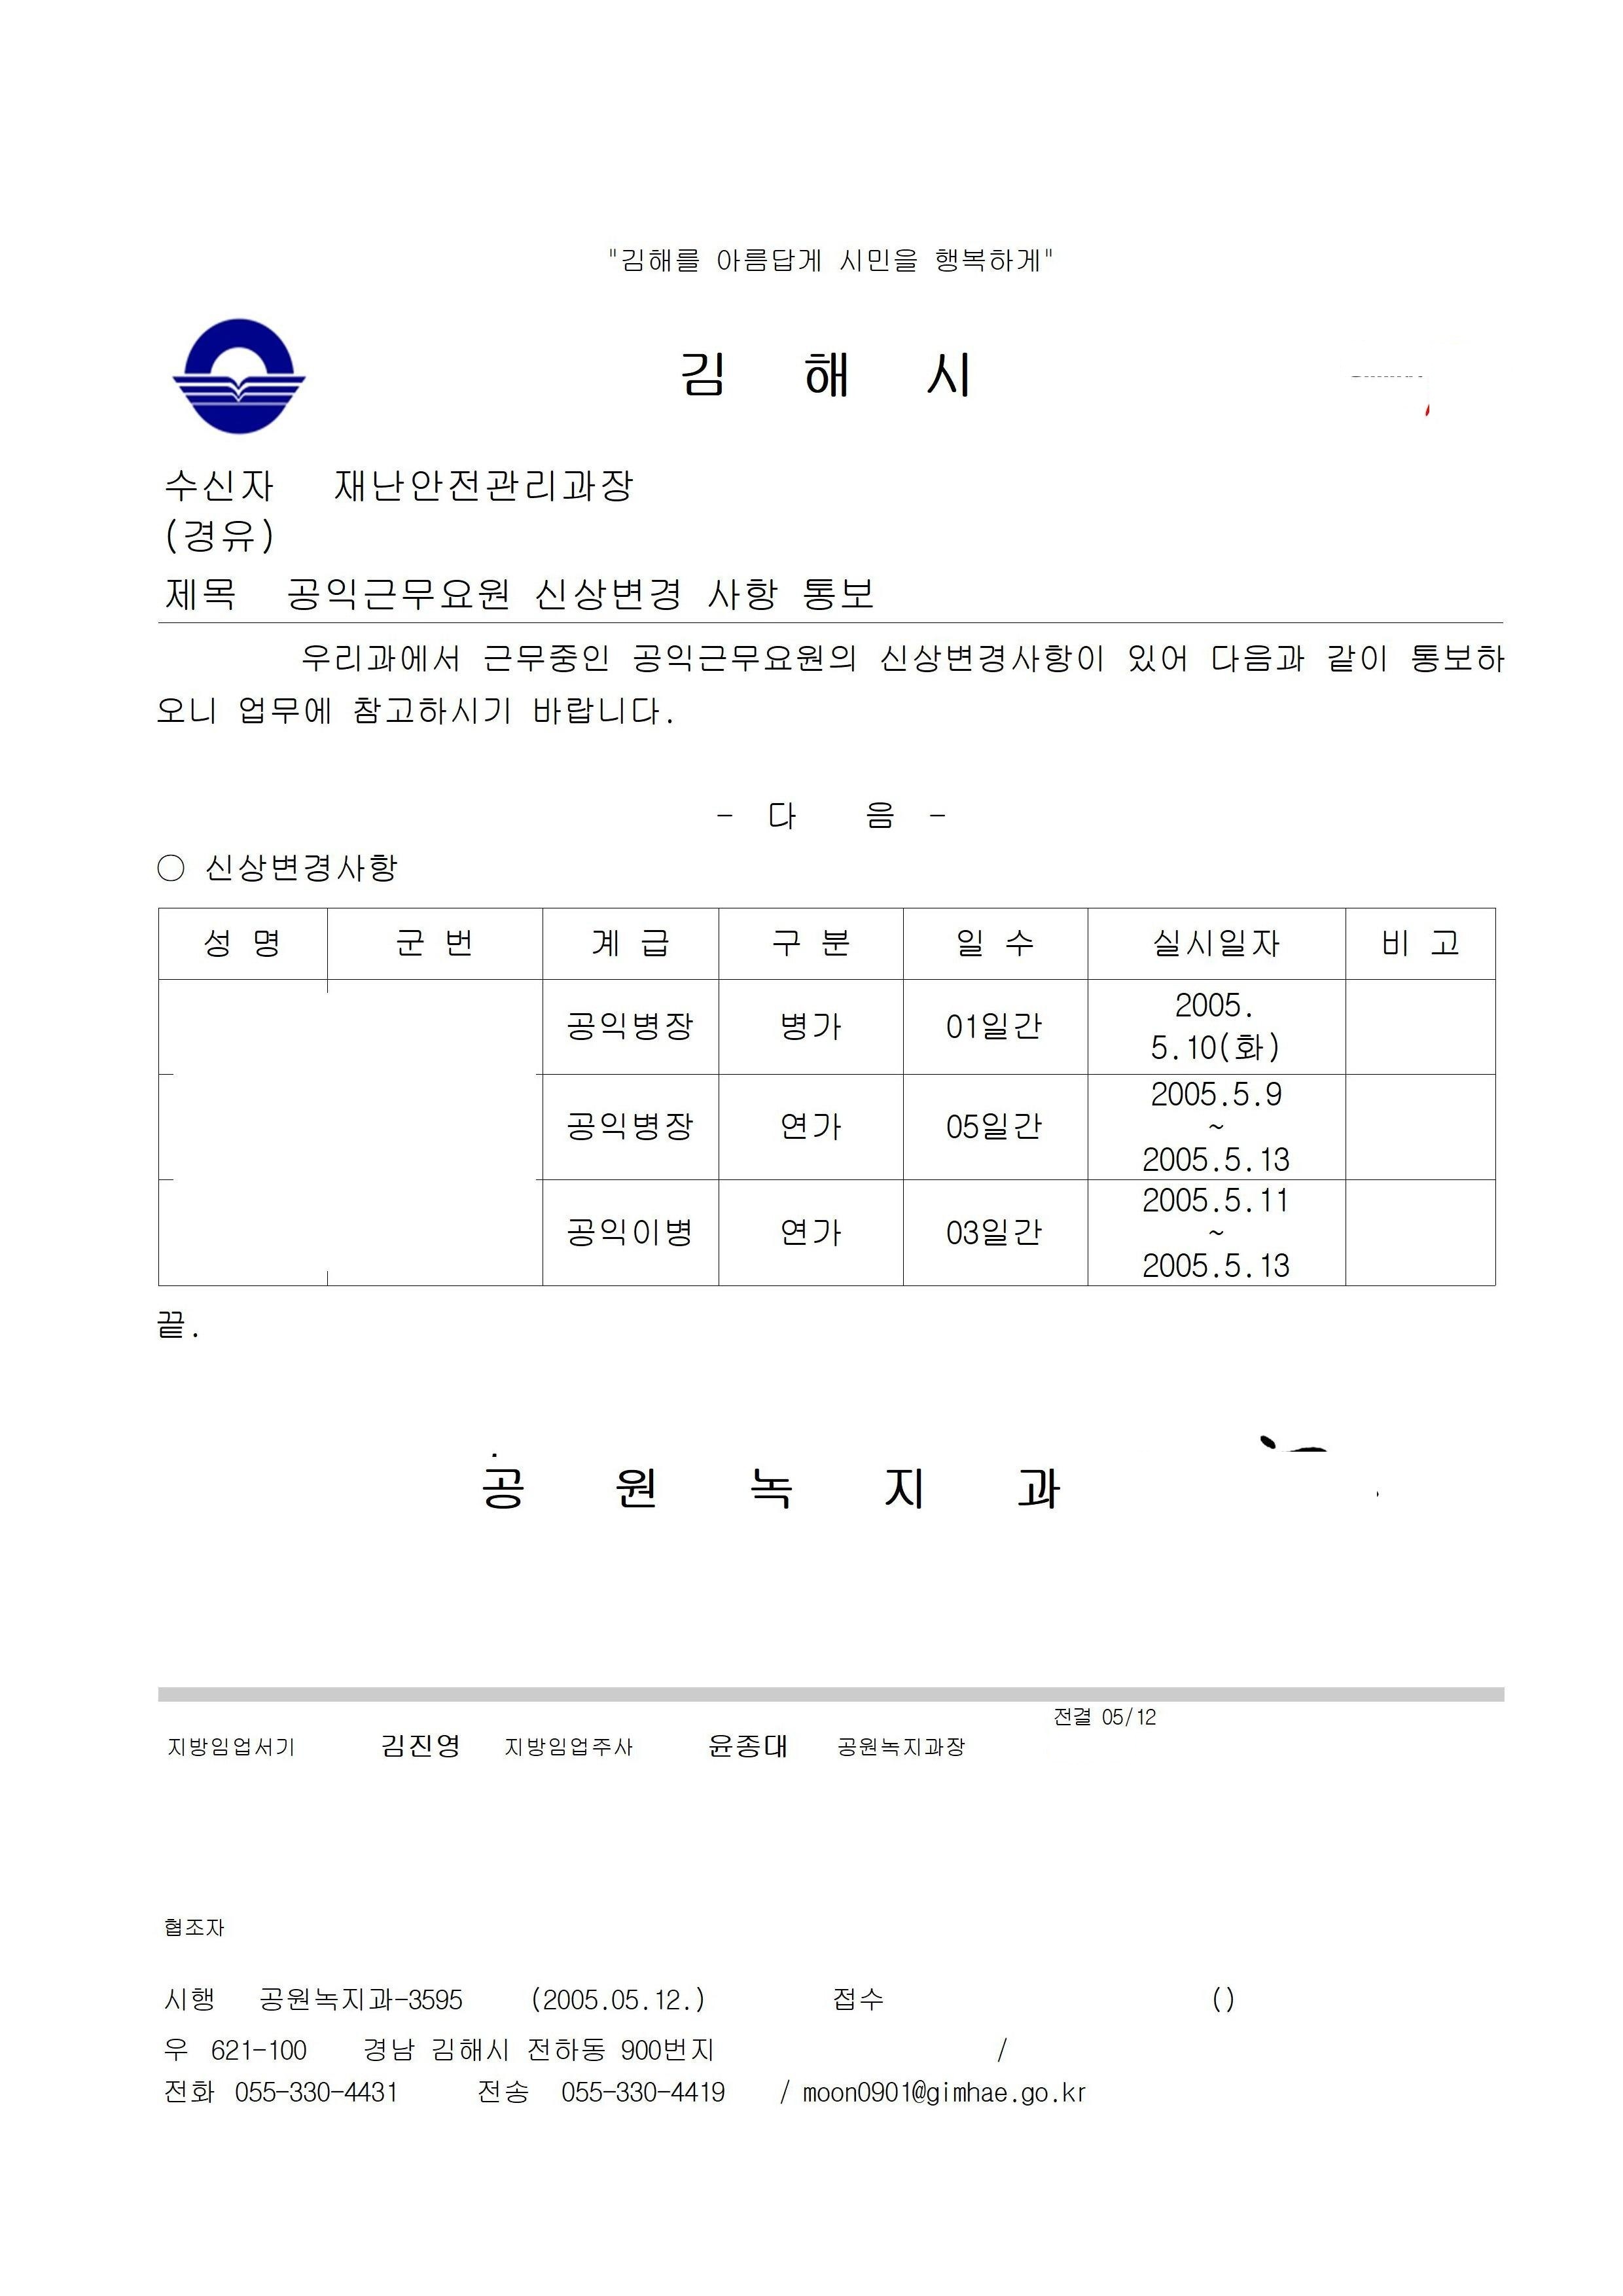 "김해를 아름답게 시민을 행복하게"
김 해 시
수신자 재난안전관리과장
(경유)
제목 공익근무요원 신상변경 사항 통보
우리과에서 근무중인 공익근무요원의 신상변경사항이 있어 다음과 같이 통보하
오니 업무에 참고하시기 바랍니다.
- 다 음 -
○ 신상변경사항
성 명 군 번 계 급 구 분 일 수 실시일자 비 고
공익병장 병가 01일간 2005.
5.10(화)
공익병장 연가 05일간 2005.5.9
~
2005.5.13
공익이병 연가 03일간 2005.5.11
~
2005.5.13
끝.
공 원 녹 지 과
전결 05/12
지방임업서기 김진영 지방임업주사 윤종대 공원녹지과장
협조자
시행 공원녹지과-3595 (2005.05.12.) 접수 ()
우 621-100 경남 김해시 전하동 900번지 /
전화 055-330-4431 전송 055-330-4419 / moon0901@gimhae.go.kr